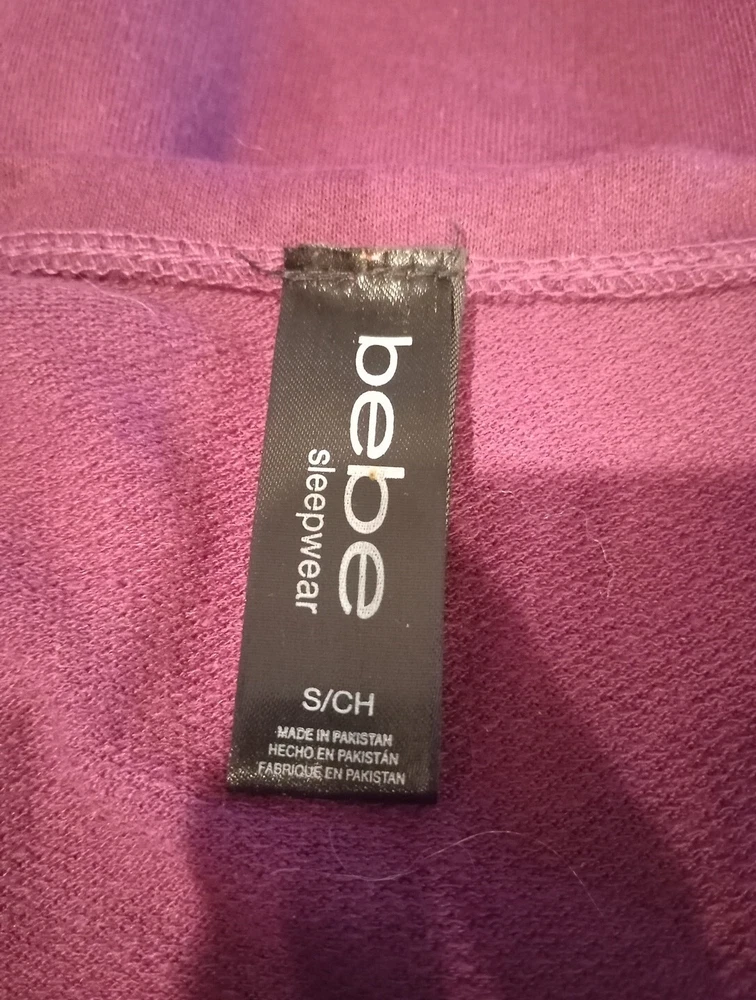 bebe
sleepwear
S/CH
MADE IN PAKISTAN
HECHO EN PAKISTÁN
FABRIQUÉ EN PAKISTAN